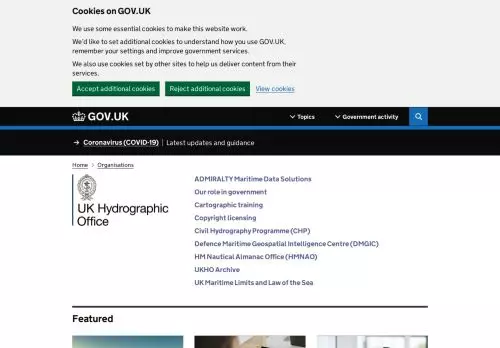 Cookies on GOV.UK
We use some essential cookies to make this website work.
We'd like to set additional cookies to understand how you use GOV.UK,
remember your settings and improve government services.
We also use cookies set by other sites to help us deliver content from their
services.
Accept additional cookies Reject additional cookies View cookies
GOV.UK Topics Government activity
→ Coronavirus (COVID-19) Latest updates and guidance
Home > Organisations
UK Hydrographic
Office
ADMIRALTY Maritime Data Solutions
Our role in government
Cartographic training
Copyright licensing
Civil Hydrography Programme (CHP)
Defence Maritime Geospatial Intelligence Centre (DMGIC)
HM Nautical Almanac Office (HMNAO)
UKHO Archive
UK Maritime Limits and Law of the Sea
Featured